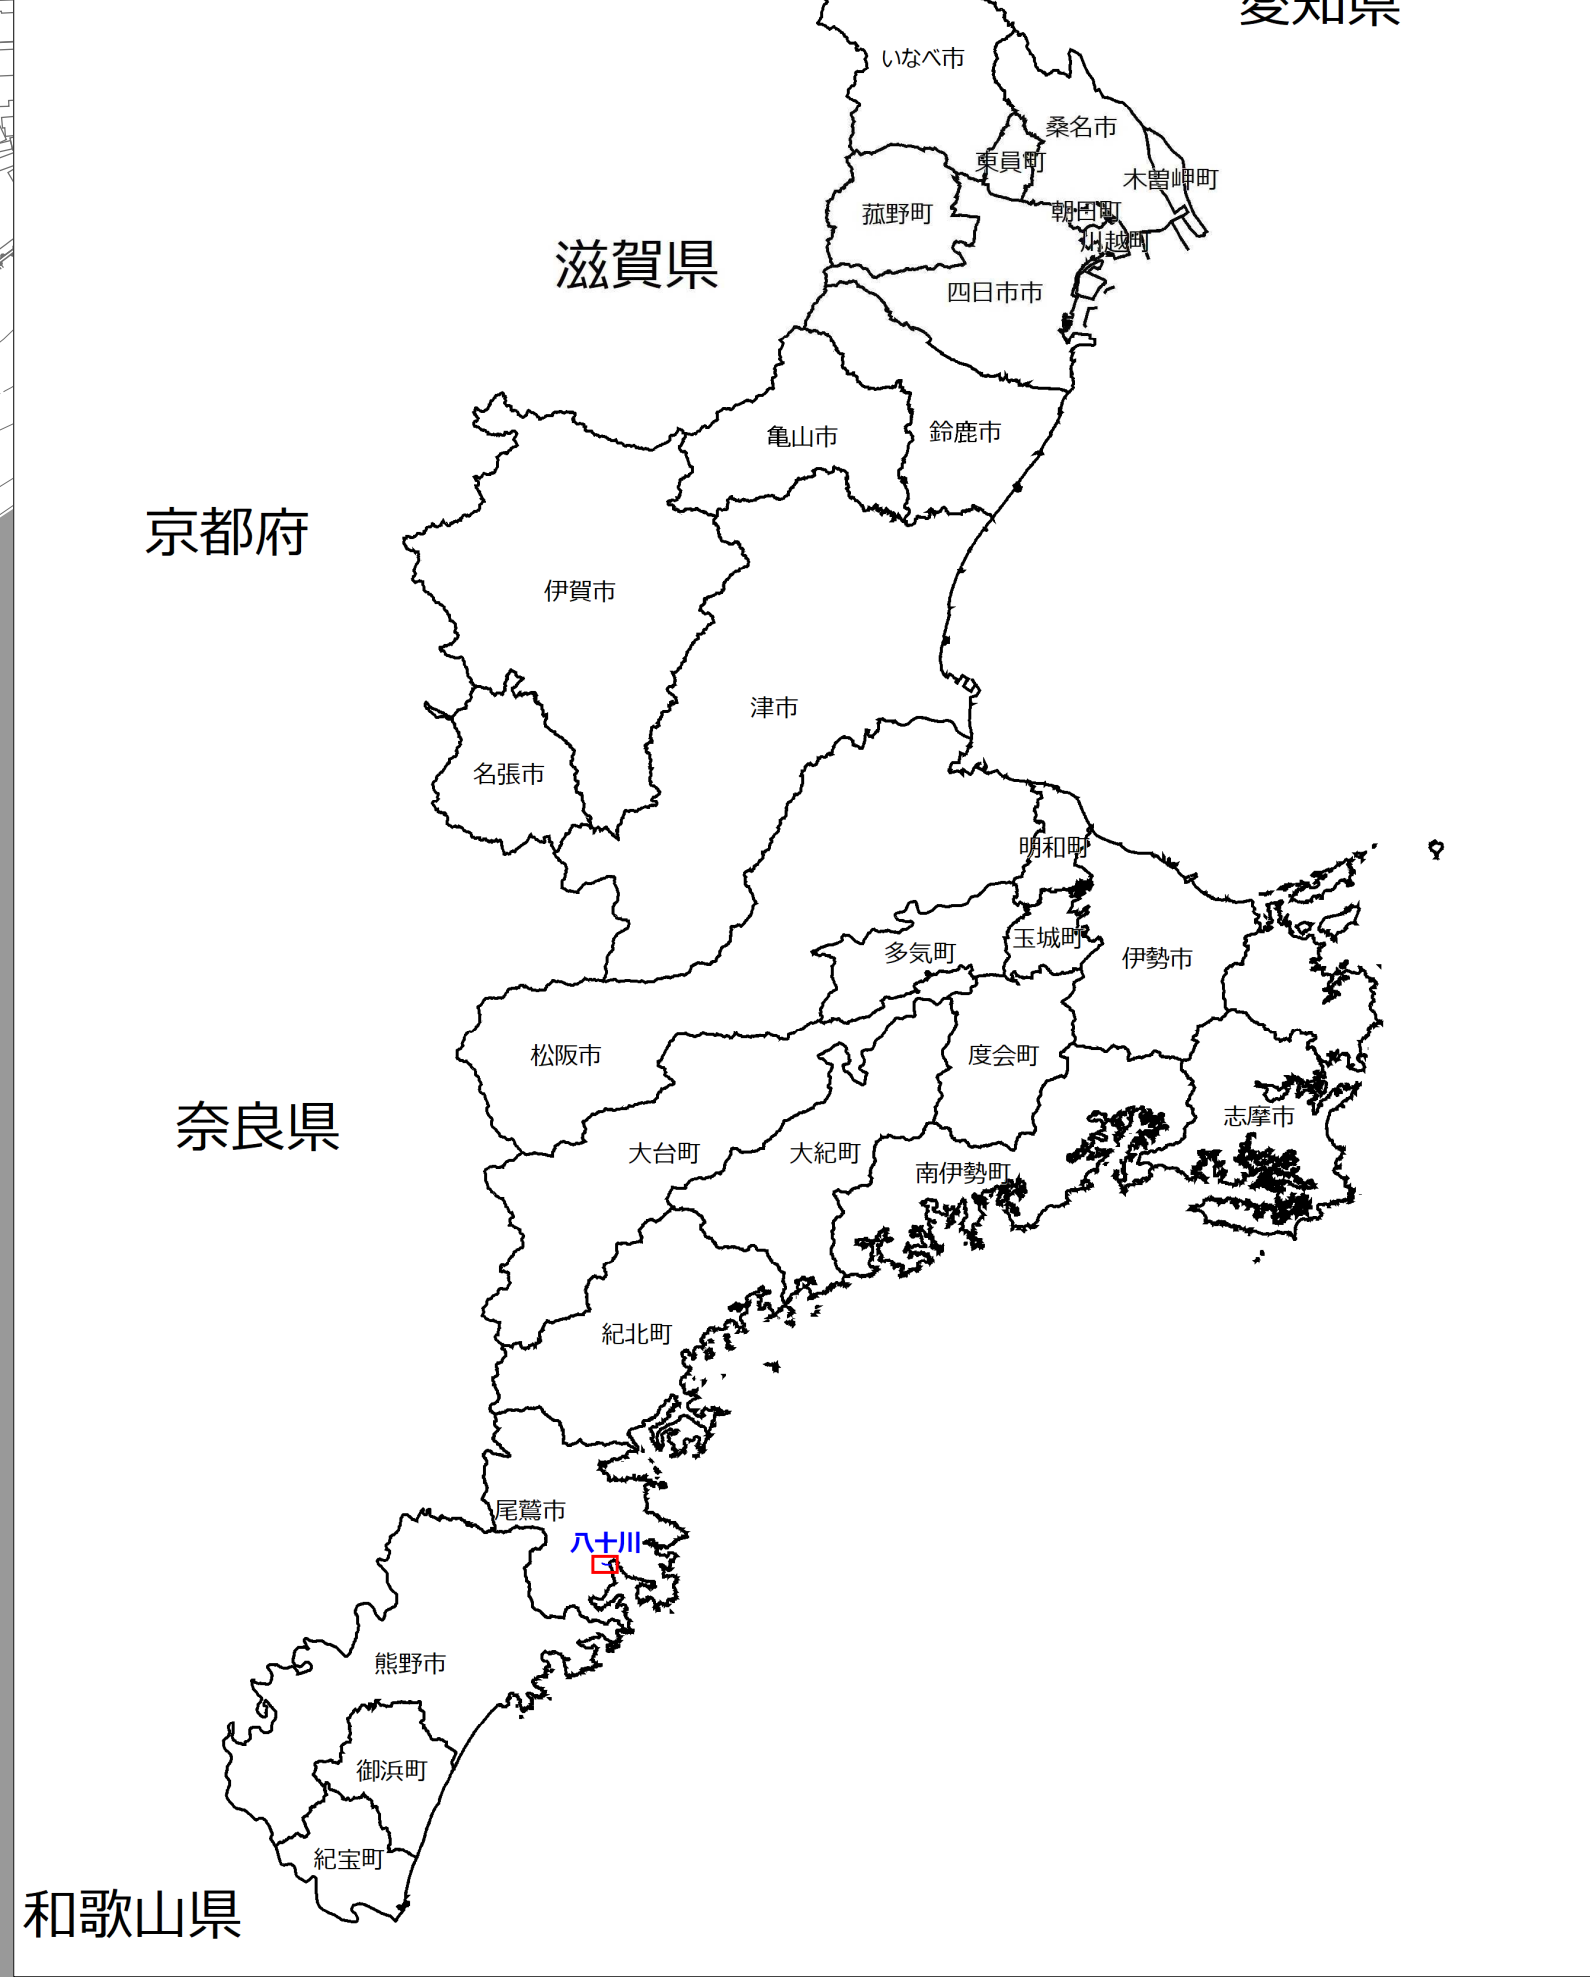 愛知県
いなべ市
桑名市
東員町
木曽岬町
朝日町
菰野町
川越町
滋賀県
四日市市
亀山市
鈴鹿市
京都府
伊賀市
津市
名張市
明和町
玉城町
多気町
伊勢市
松阪市
度会町
奈良県
志摩市
大台町
大紀町
南伊勢町
紀北町
尾鷲市
八十川
熊野市
御浜町
紀宝町
和歌山県